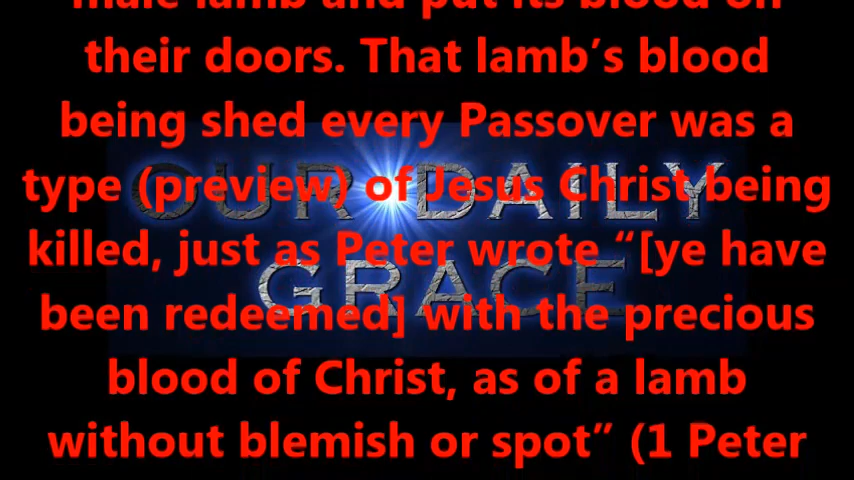 male lamb and put its blood on
their doors. That lamb’s blood
being shed every Passover was a
type (preview) of Jesus Christ being
killed, just as Peter wrote “[ye have
been redeemed] with the precious
blood of Christ, as of a lamb
without blemish or spot” (1 Peter
OUR DAILY
GRACE